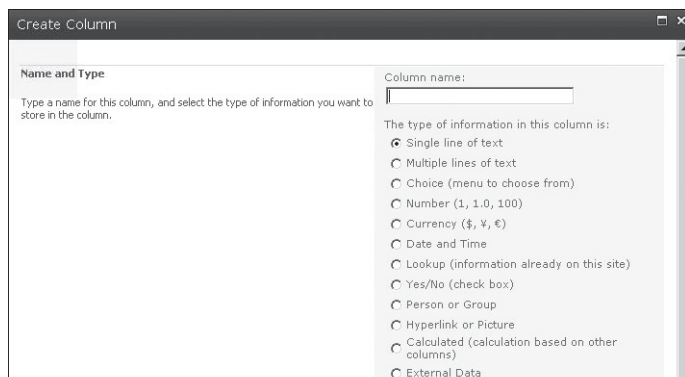 Create Column
Name and Type
Type a name for this column, and select the type of information you want to
store in the column.
Column name:
The type of information in this column is:
Single line of text
Multiple lines of text
Choice (menu to choose from)
Number (1, 1.0, 100)
Currency ($, ¥, €)
Date and Time
Lookup (information already on this site)
Yes/No (check box)
Person or Group
Hyperlink or Picture
Calculated (calculation based on other
columns)
External Data